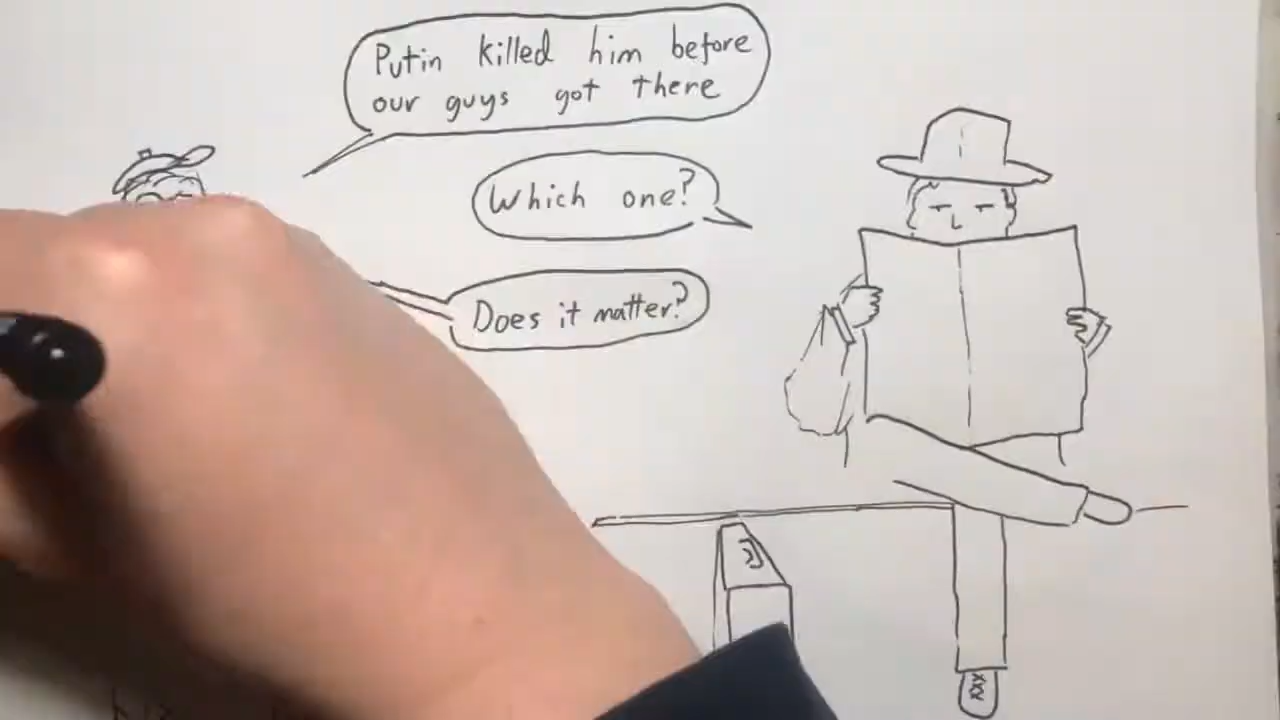 Putin killed him before
our guys got there
Which one?
Does it matter?